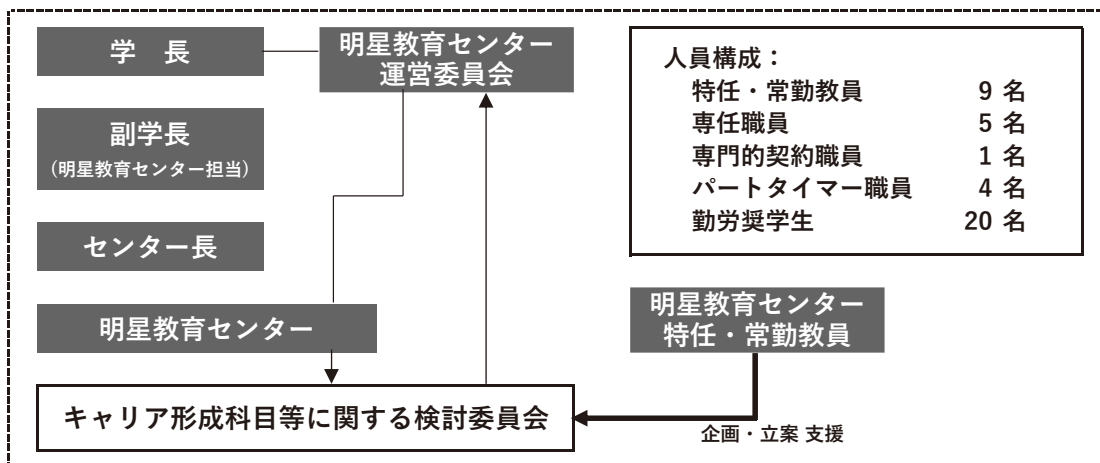 学　長
明星教育センター
運営委員会
副学長
（明星教育センター担当）
センター長
明星教育センター
キャリア形成科目等に関する検討委員会
人員構成：
特任・常勤教員 9 名
専任職員 5 名
専門的契約職員 1 名
パートタイマー職員 4 名
勤労奨学生 20 名
明星教育センター
特任・常勤教員
企画・立案 支援